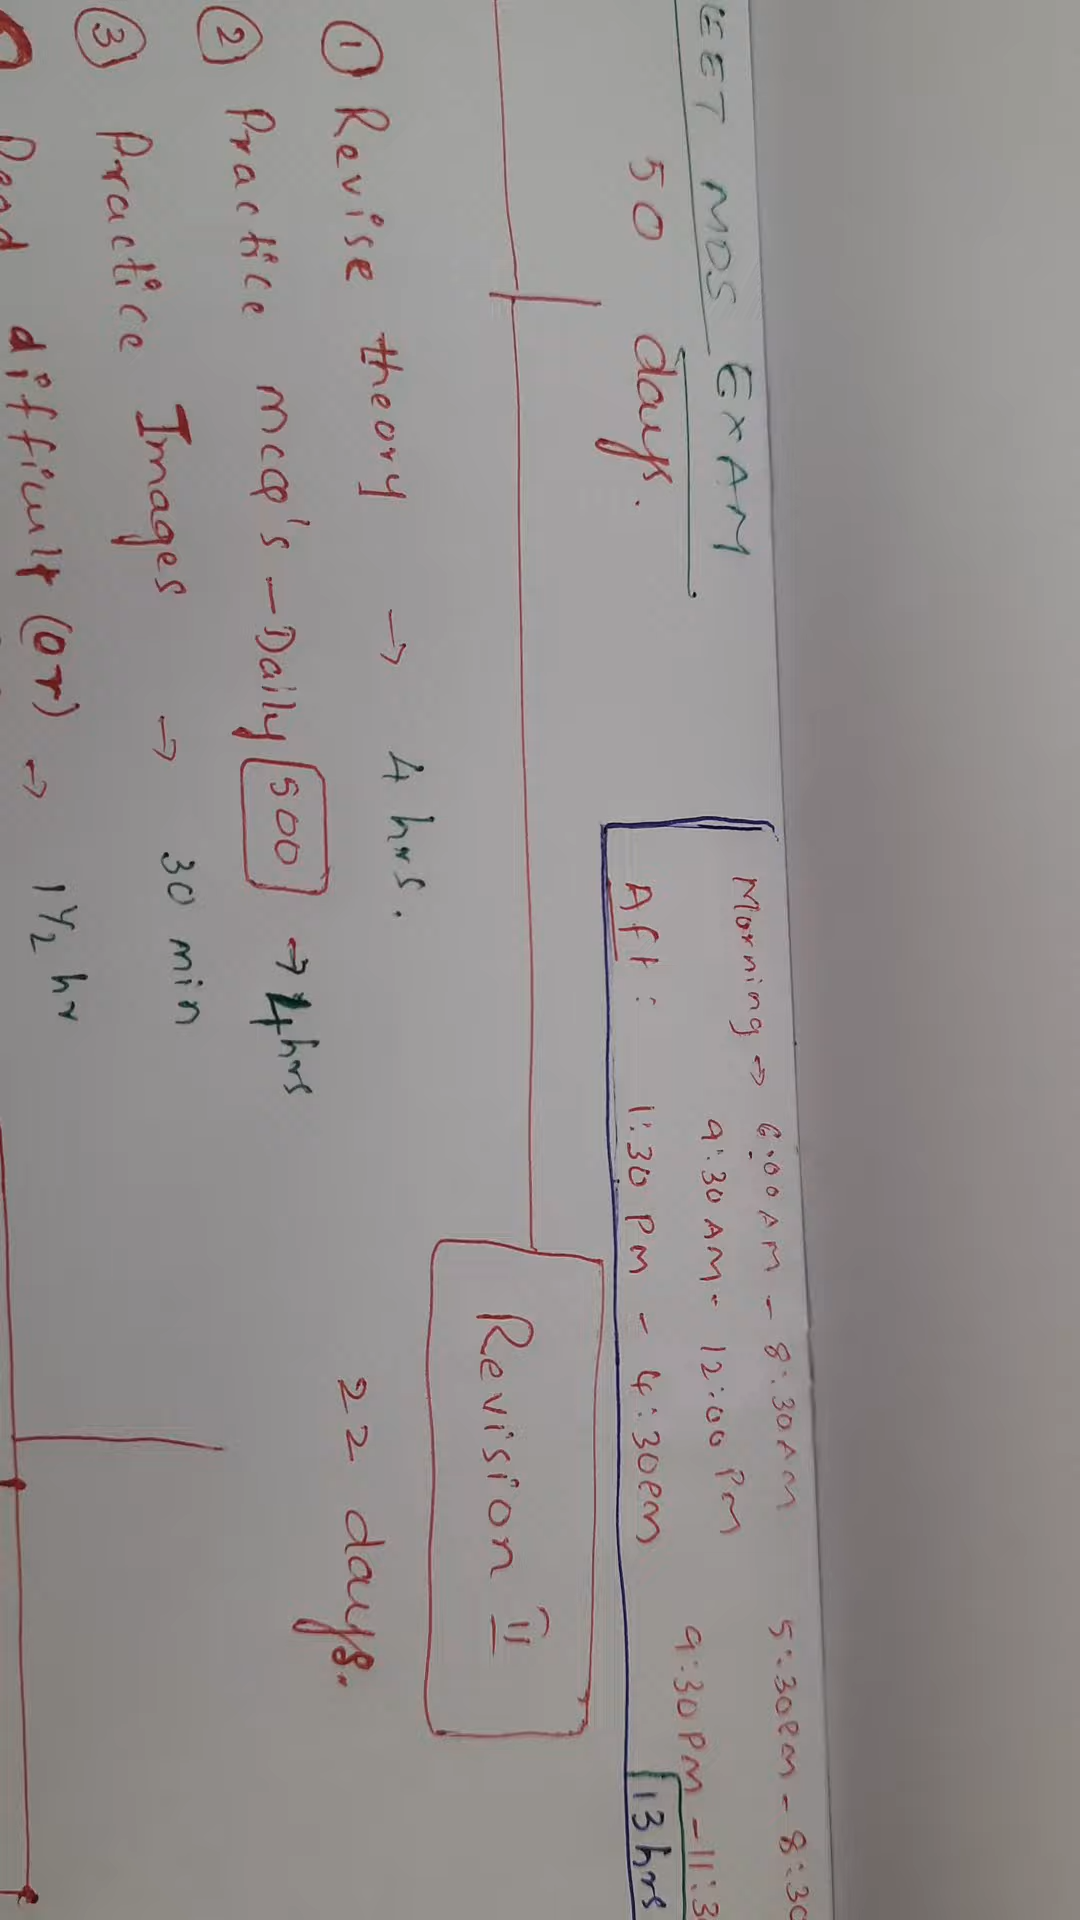 EET MDS EXAM
50 days.
Morning → 6:00 AM - 8:30 AM 5:30 PM - 8:30
9:30 AM - 12:00 PM 9:30 PM - 11:3
Aft: 1:30 PM - 4:30 PM
13 hrs
Revision II
22 days.
① Revise theory → 4 hrs.
② Practice MCQ's - Daily 500 → 4 hrs
③ Practice Images → 30 min
Read difficult (or) → 1 1/2 hr